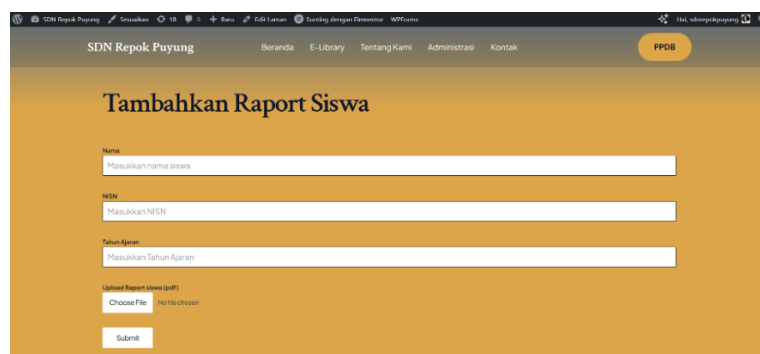 SDN Repok Puyung Sesuaikan 18 0 + Baru Edit Laman Sunting dengan Elementor WPForms Hai, sdnrepokpuyung
SDN Repok Puyung Beranda E-Library Tentang Kami Administrasi Kontak PPDB
Tambahkan Raport Siswa
Nama
Masukkan nama siswa
NISN
Masukkan NISN
Tahun Ajaran
Masukkan Tahun Ajaran
Upload Raport siswa (pdf)
Choose File No file chosen
Submit